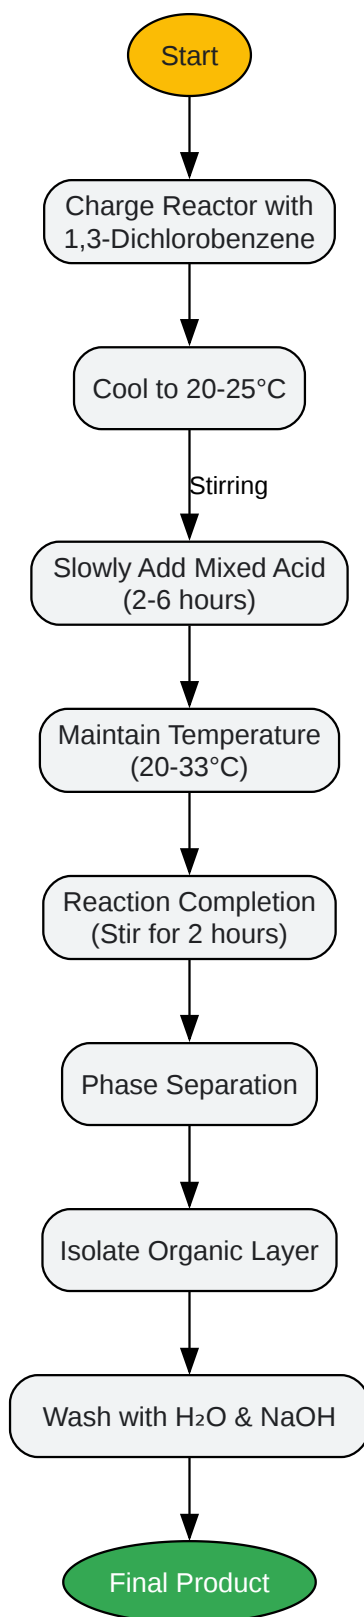 Start
Charge Reactor with
1,3-Dichlorobenzene
Cool to 20-25°C
Stirring
Slowly Add Mixed Acid
(2-6 hours)
Maintain Temperature
(20-33°C)
Reaction Completion
(Stir for 2 hours)
Phase Separation
Isolate Organic Layer
Wash with H₂O & NaOH
Final Product